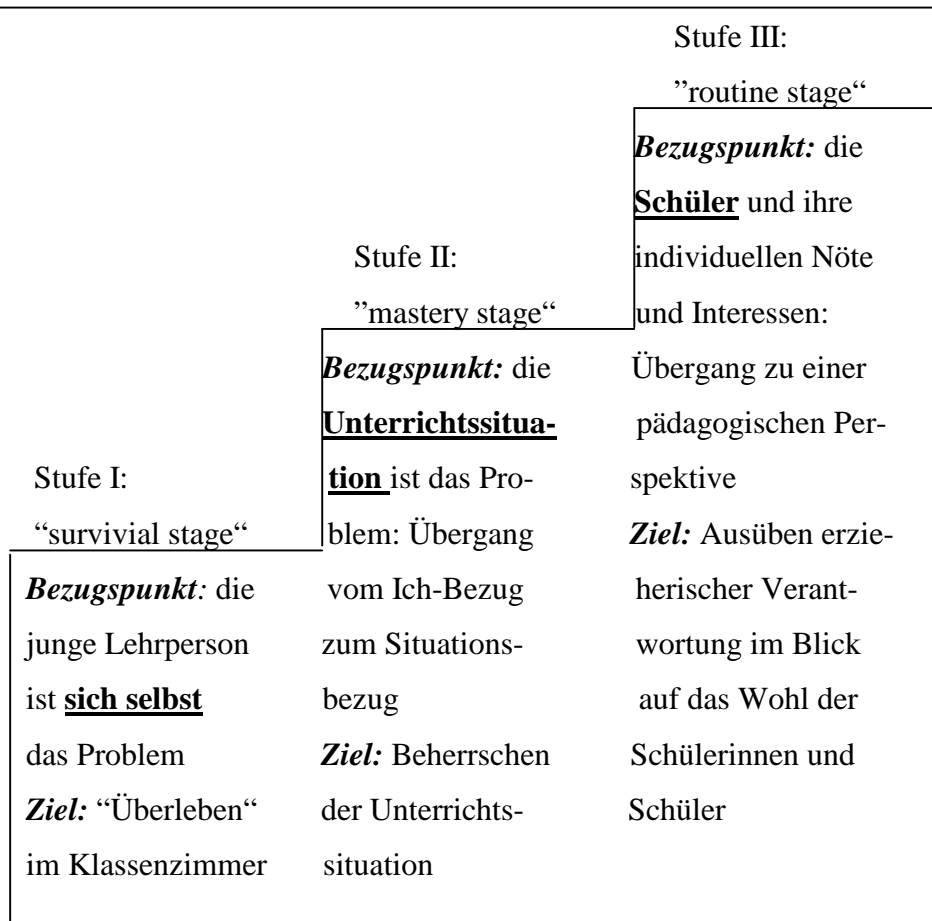 Stufe I:
“survivial stage“
Bezugspunkt: die
junge Lehrperson
ist sich selbst
das Problem
Ziel: “Überleben“
im Klassenzimmer
Stufe II:
”mastery stage“
Bezugspunkt: die
Unterrichtssitua-
tion ist das Pro-
blem: Übergang
vom Ich-Bezug
zum Situations-
bezug
Ziel: Beherrschen
der Unterrichts-
situation
Stufe III:
”routine stage“
Bezugspunkt: die
Schüler und ihre
individuellen Nöte
und Interessen:
Übergang zu einer
pädagogischen Per-
spektive
Ziel: Ausüben erzie-
herischer Verant-
wortung im Blick
auf das Wohl der
Schülerinnen und
Schüler